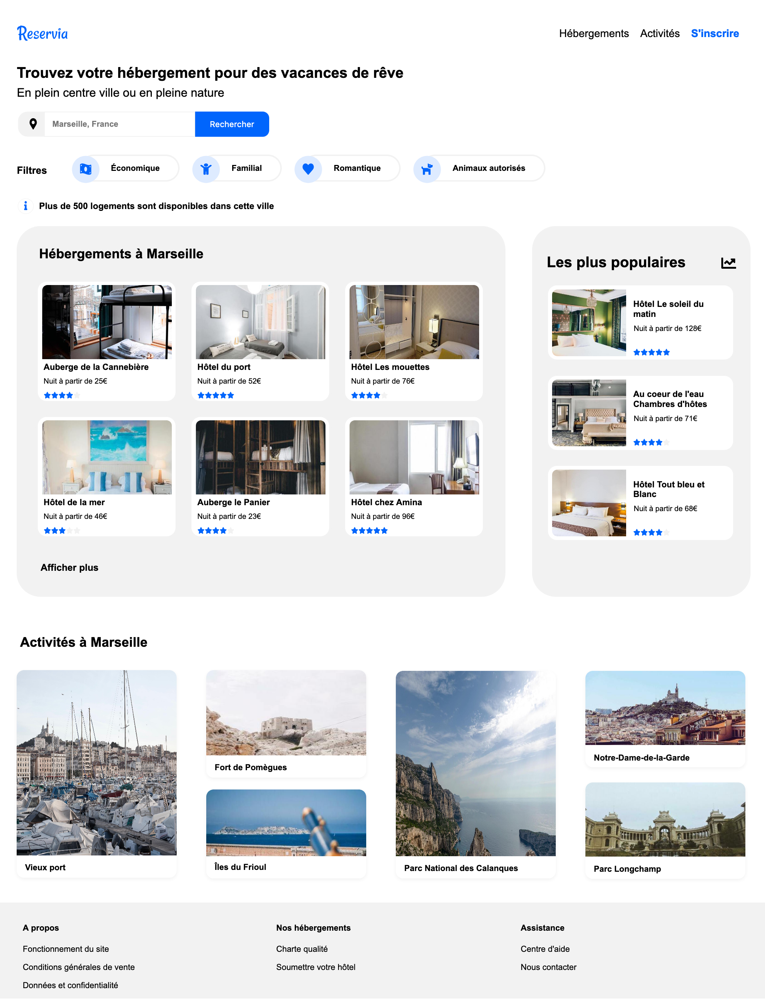 Reservia
Hébergements Activités S'inscrire
Trouvez votre hébergement pour des vacances de rêve
En plein centre ville ou en pleine nature
Marseille, France
Rechercher
Filtres
Économique
Familial
Romantique
Animaux autorisés
Plus de 500 logements sont disponibles dans cette ville
Hébergements à Marseille
Auberge de la Cannebière
Nuit à partir de 25€
Hôtel du port
Nuit à partir de 52€
Hôtel Les mouettes
Nuit à partir de 76€
Hôtel de la mer
Nuit à partir de 46€
Auberge le Panier
Nuit à partir de 23€
Hôtel chez Amina
Nuit à partir de 96€
Afficher plus
Les plus populaires
Hôtel Le soleil du
matin
Nuit à partir de 128€
Au coeur de l'eau
Chambres d'hôtes
Nuit à partir de 71€
Hôtel Tout bleu et
Blanc
Nuit à partir de 68€
Activités à Marseille
Vieux port
Fort de Pomègues
Îles du Frioul
Parc National des Calanques
Notre-Dame-de-la-Garde
Parc Longchamp
A propos
Fonctionnement du site
Conditions générales de vente
Données et confidentialité
Nos hébergements
Charte qualité
Soumettre votre hôtel
Assistance
Centre d'aide
Nous contacter